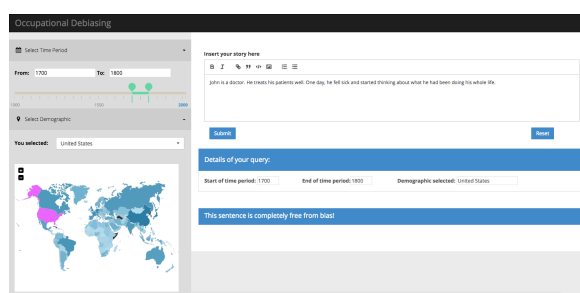 Occupational Debiasing
Select Time Period
From: 1700 To: 1800
1500 2000
Select Demographic
You selected: United States
+
-
Insert your story here
B I
John is a doctor. He treats his patients well. One day, he fell sick and started thinking about what he had been doing his whole life.
Submit Reset
Details of your query:
Start of time period: 1700 End of time period: 1800 Demographic selected: United States
This sentence is completely free from bias!